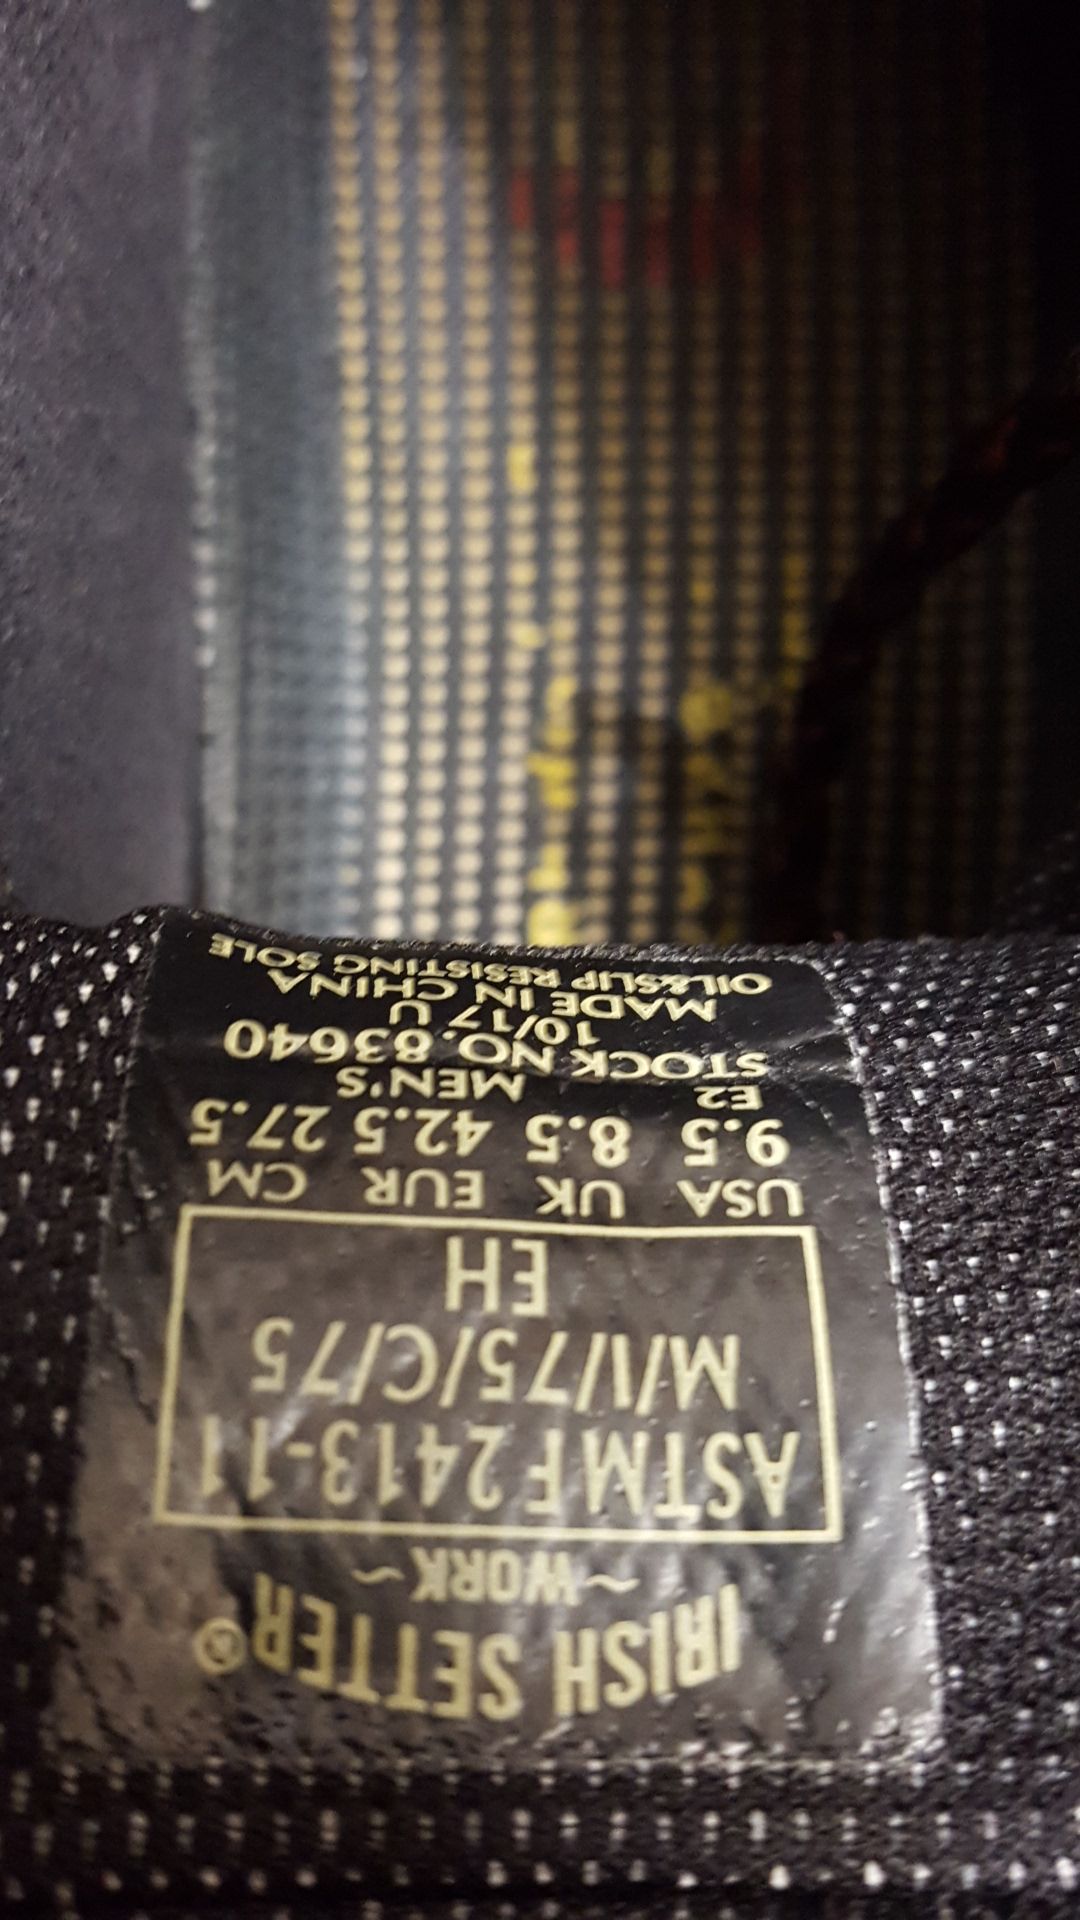 IRISH SETTER®
~ WORK ~
ASTM F 2413-11
M/I/75/C/75
EH
USA UK EUR CM
9.5 8.5 42.5 27.5
E2 MEN'S
STOCK NO. 83640
10/17 U
MADE IN CHINA
OIL&SLIP RESISTING SOLE